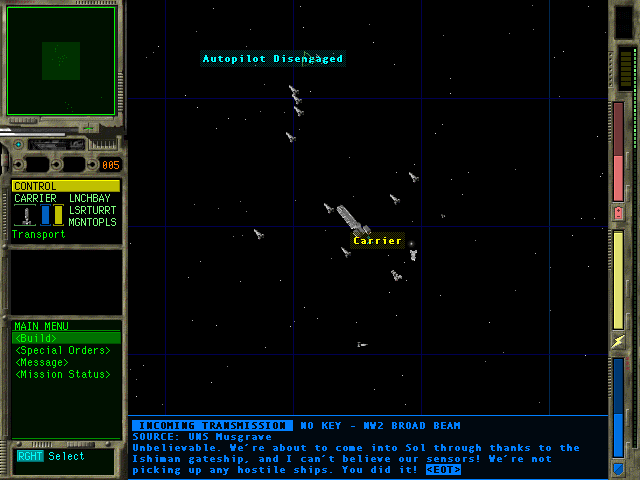 Autopilot Disengaged
005
CONTROL
CARRIER LNCHBAY
LSRTURRT
MGNTOPLS
Transport
Carrier
MAIN MENU
<Build>
<Special Orders>
<Message>
<Mission Status>
RGHT Select
INCOMING TRANSMISSION NO KEY - NW2 BROAD BEAM
SOURCE: UNS Musgrave
Unbelievable. We're about to come into Sol through thanks to the
Ishiman gateship, and I can't believe our sensors! We're not
picking up any hostile ships. You did it! <EOT>